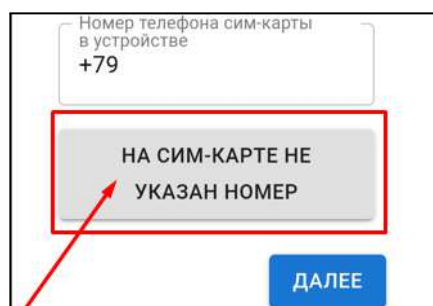 Номер телефона сим-карты
в устройстве
+79
НА СИМ-КАРТЕ НЕ
УКАЗАН НОМЕР
ДАЛЕЕ